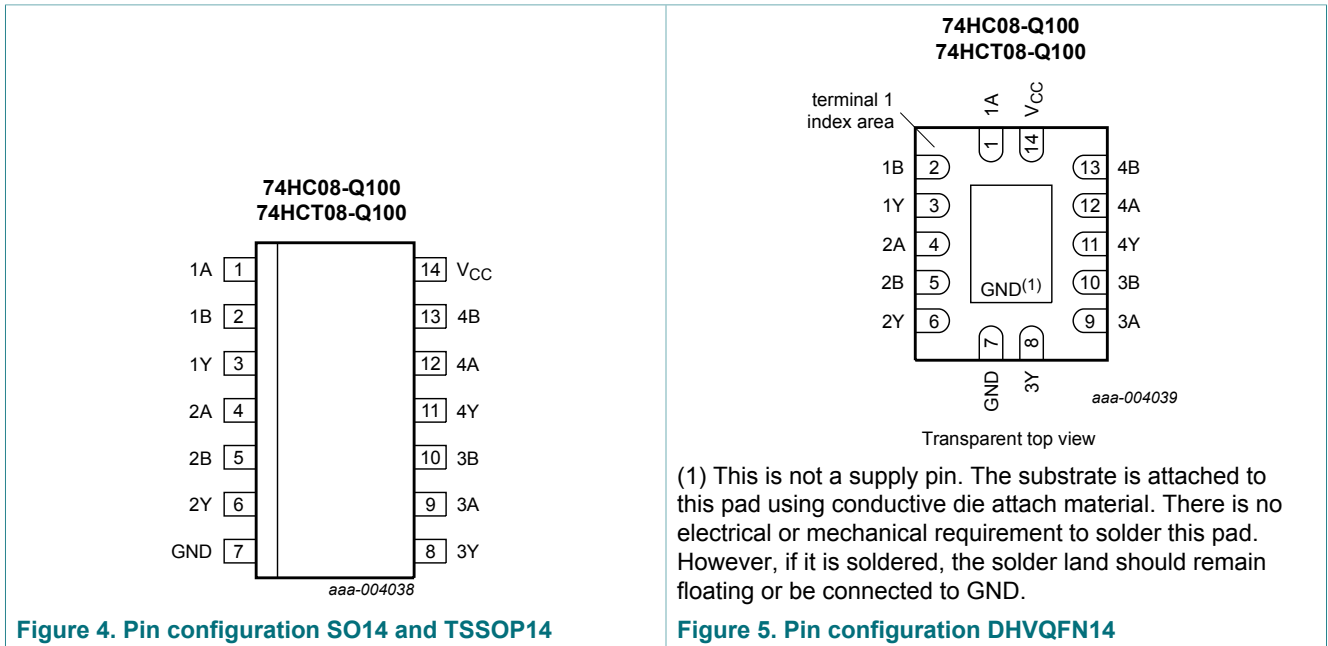 74HC08-Q100
74HCT08-Q100
1A 1
14 VCC
1B 2
13 4B
1Y 3
12 4A
2A 4
11 4Y
2B 5
10 3B
2Y 6
9 3A
GND 7
8 3Y
aaa-004038
Figure 4. Pin configuration SO14 and TSSOP14
74HC08-Q100
74HCT08-Q100
terminal 1
index area
1A
VCC
1
14
1B 2
13 4B
1Y 3
12 4A
2A 4
11 4Y
2B 5
10 3B
GND(1)
2Y 6
9 3A
7
8
GND
3Y
aaa-004039
Transparent top view
(1) This is not a supply pin. The substrate is attached to
this pad using conductive die attach material. There is no
electrical or mechanical requirement to solder this pad.
However, if it is soldered, the solder land should remain
floating or be connected to GND.
Figure 5. Pin configuration DHVQFN14